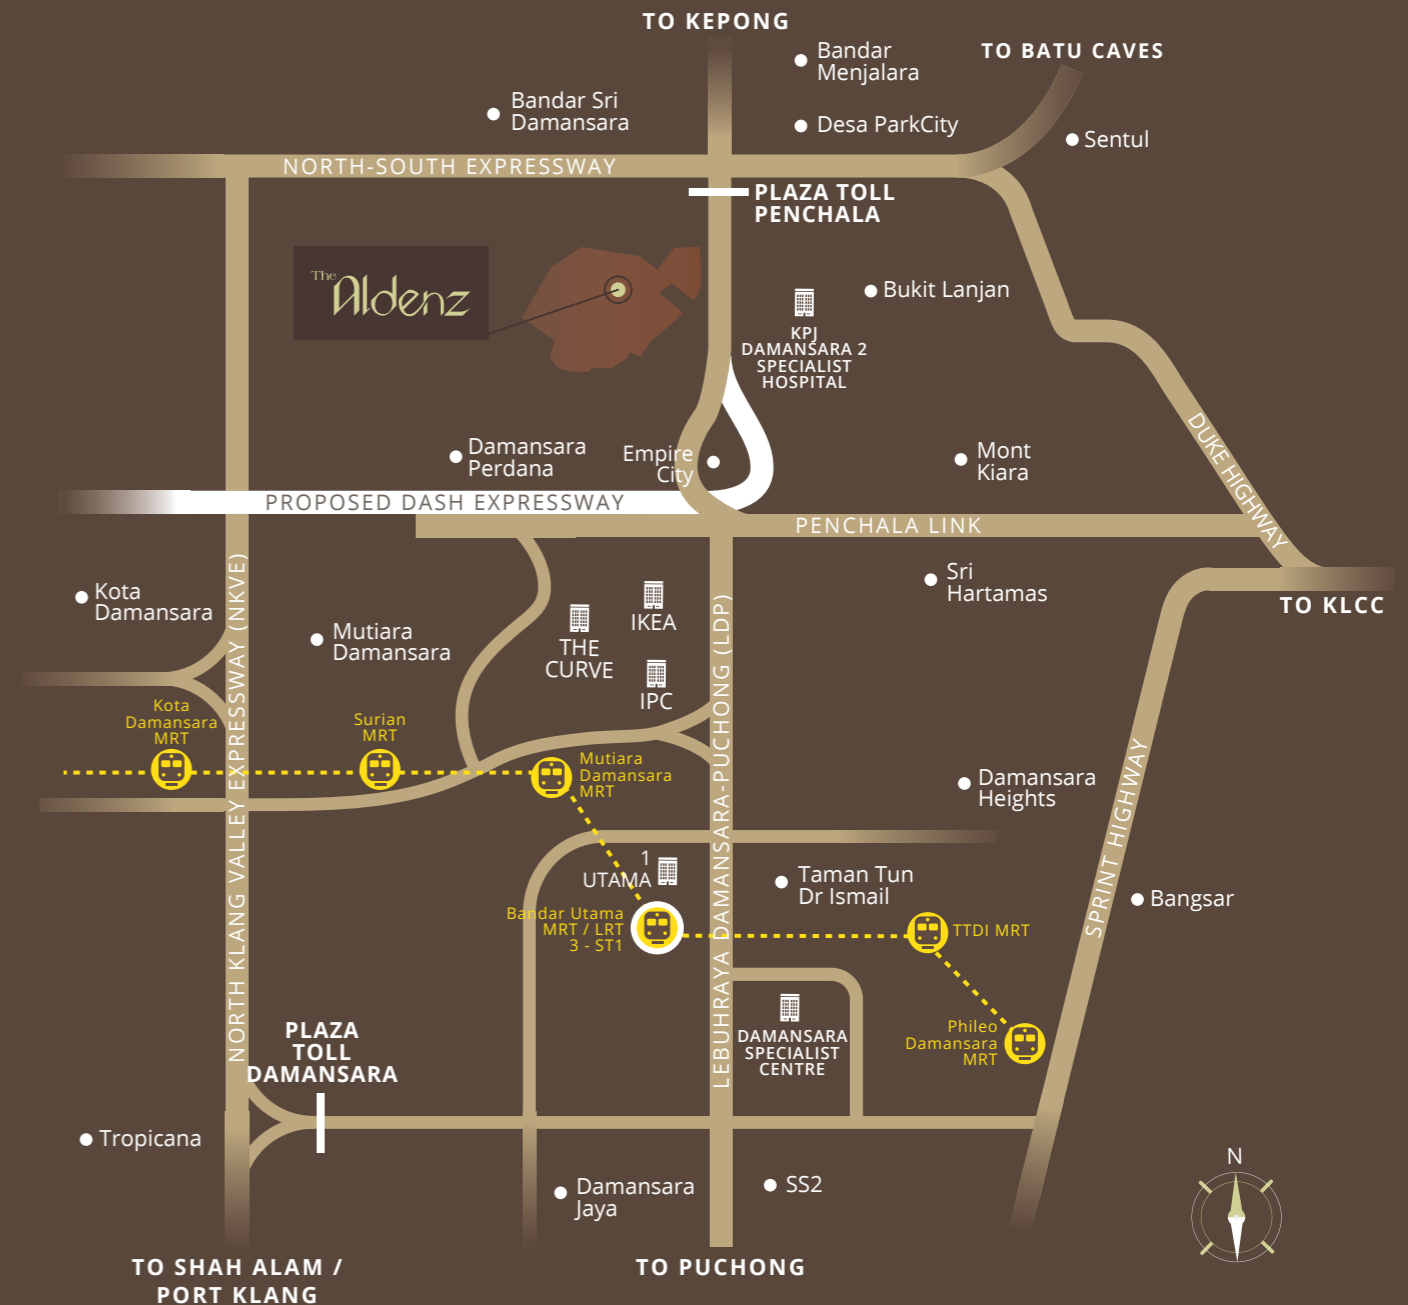 TO KEPONG
Bandar
Menjalara
TO BATU CAVES
Bandar Sri
Damansara
Desa ParkCity
Sentul
NORTH-SOUTH EXPRESSWAY
PLAZA TOLL
PENCHALA
The
Aldenz
Bukit Lanjan
KPJ
DAMANSARA 2
SPECIALIST
HOSPITAL
DUKE HIGHWAY
Damansara
Perdana
Empire
City
Mont
Kiara
PROPOSED DASH EXPRESSWAY
PENCHALA LINK
Kota
Damansara
NORTH KLANG VALLEY EXPRESSWAY (NKVE)
Mutiara
Damansara
THE
CURVE
IKEA
IPC
LEBUHRAYA DAMANSARA-PUCHONG (LDP)
Sri
Hartamas
TO KLCC
Kota
Damansara
MRT
Surian
MRT
Mutiara
Damansara
MRT
Damansara
Heights
SPRINT HIGHWAY
1
UTAMA
Taman Tun
Dr Ismail
Bangsar
Bandar Utama
MRT / LRT
3 - ST1
TTDI MRT
PLAZA
TOLL
DAMANSARA
DAMANSARA
SPECIALIST
CENTRE
Phileo
Damansara
MRT
Tropicana
Damansara
Jaya
SS2
N
TO SHAH ALAM /
PORT KLANG
TO PUCHONG